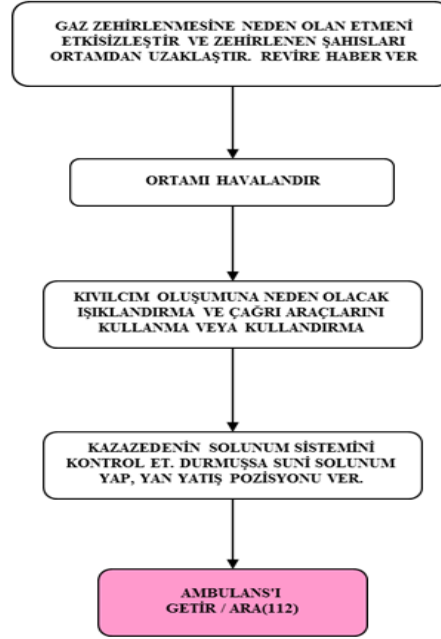 GAZ ZEHİRLENMESİNE NEDEN OLAN ETMENİ
ETKİSİZLEŞTİR VE ZEHİRLENEN ŞAHISLARI
ORTAMDAN UZAKLAŞTIR. REVİRE HABER VER
ORTAMI HAVALANDIR
KIVILCIM OLUŞUMUNA NEDEN OLACAK
IŞIKLANDIRMA VE ÇAĞRI ARAÇLARINI
KULLANMA VEYA KULLANDIRMA
KAZAZEDENİN SOLUNUM SİSTEMİNİ
KONTROL ET. DURMUŞSA SUNİ SOLUNUM
YAP, YAN YATIŞ POZİSYONU VER.
AMBULANS'I
GETİR / ARA(112)